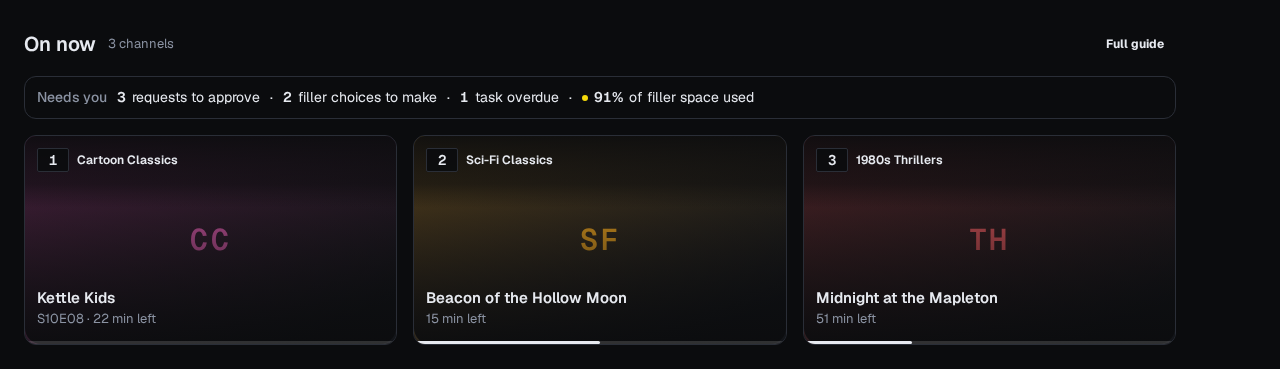 On now 3 channels Full guide
Needs you 3 requests to approve · 2 filler choices to make · 1 task overdue · 91% of filler space used
1 Cartoon Classics
CC
Kettle Kids
S10E08 · 22 min left
2 Sci-Fi Classics
SF
Beacon of the Hollow Moon
15 min left
3 1980s Thrillers
TH
Midnight at the Mapleton
51 min left